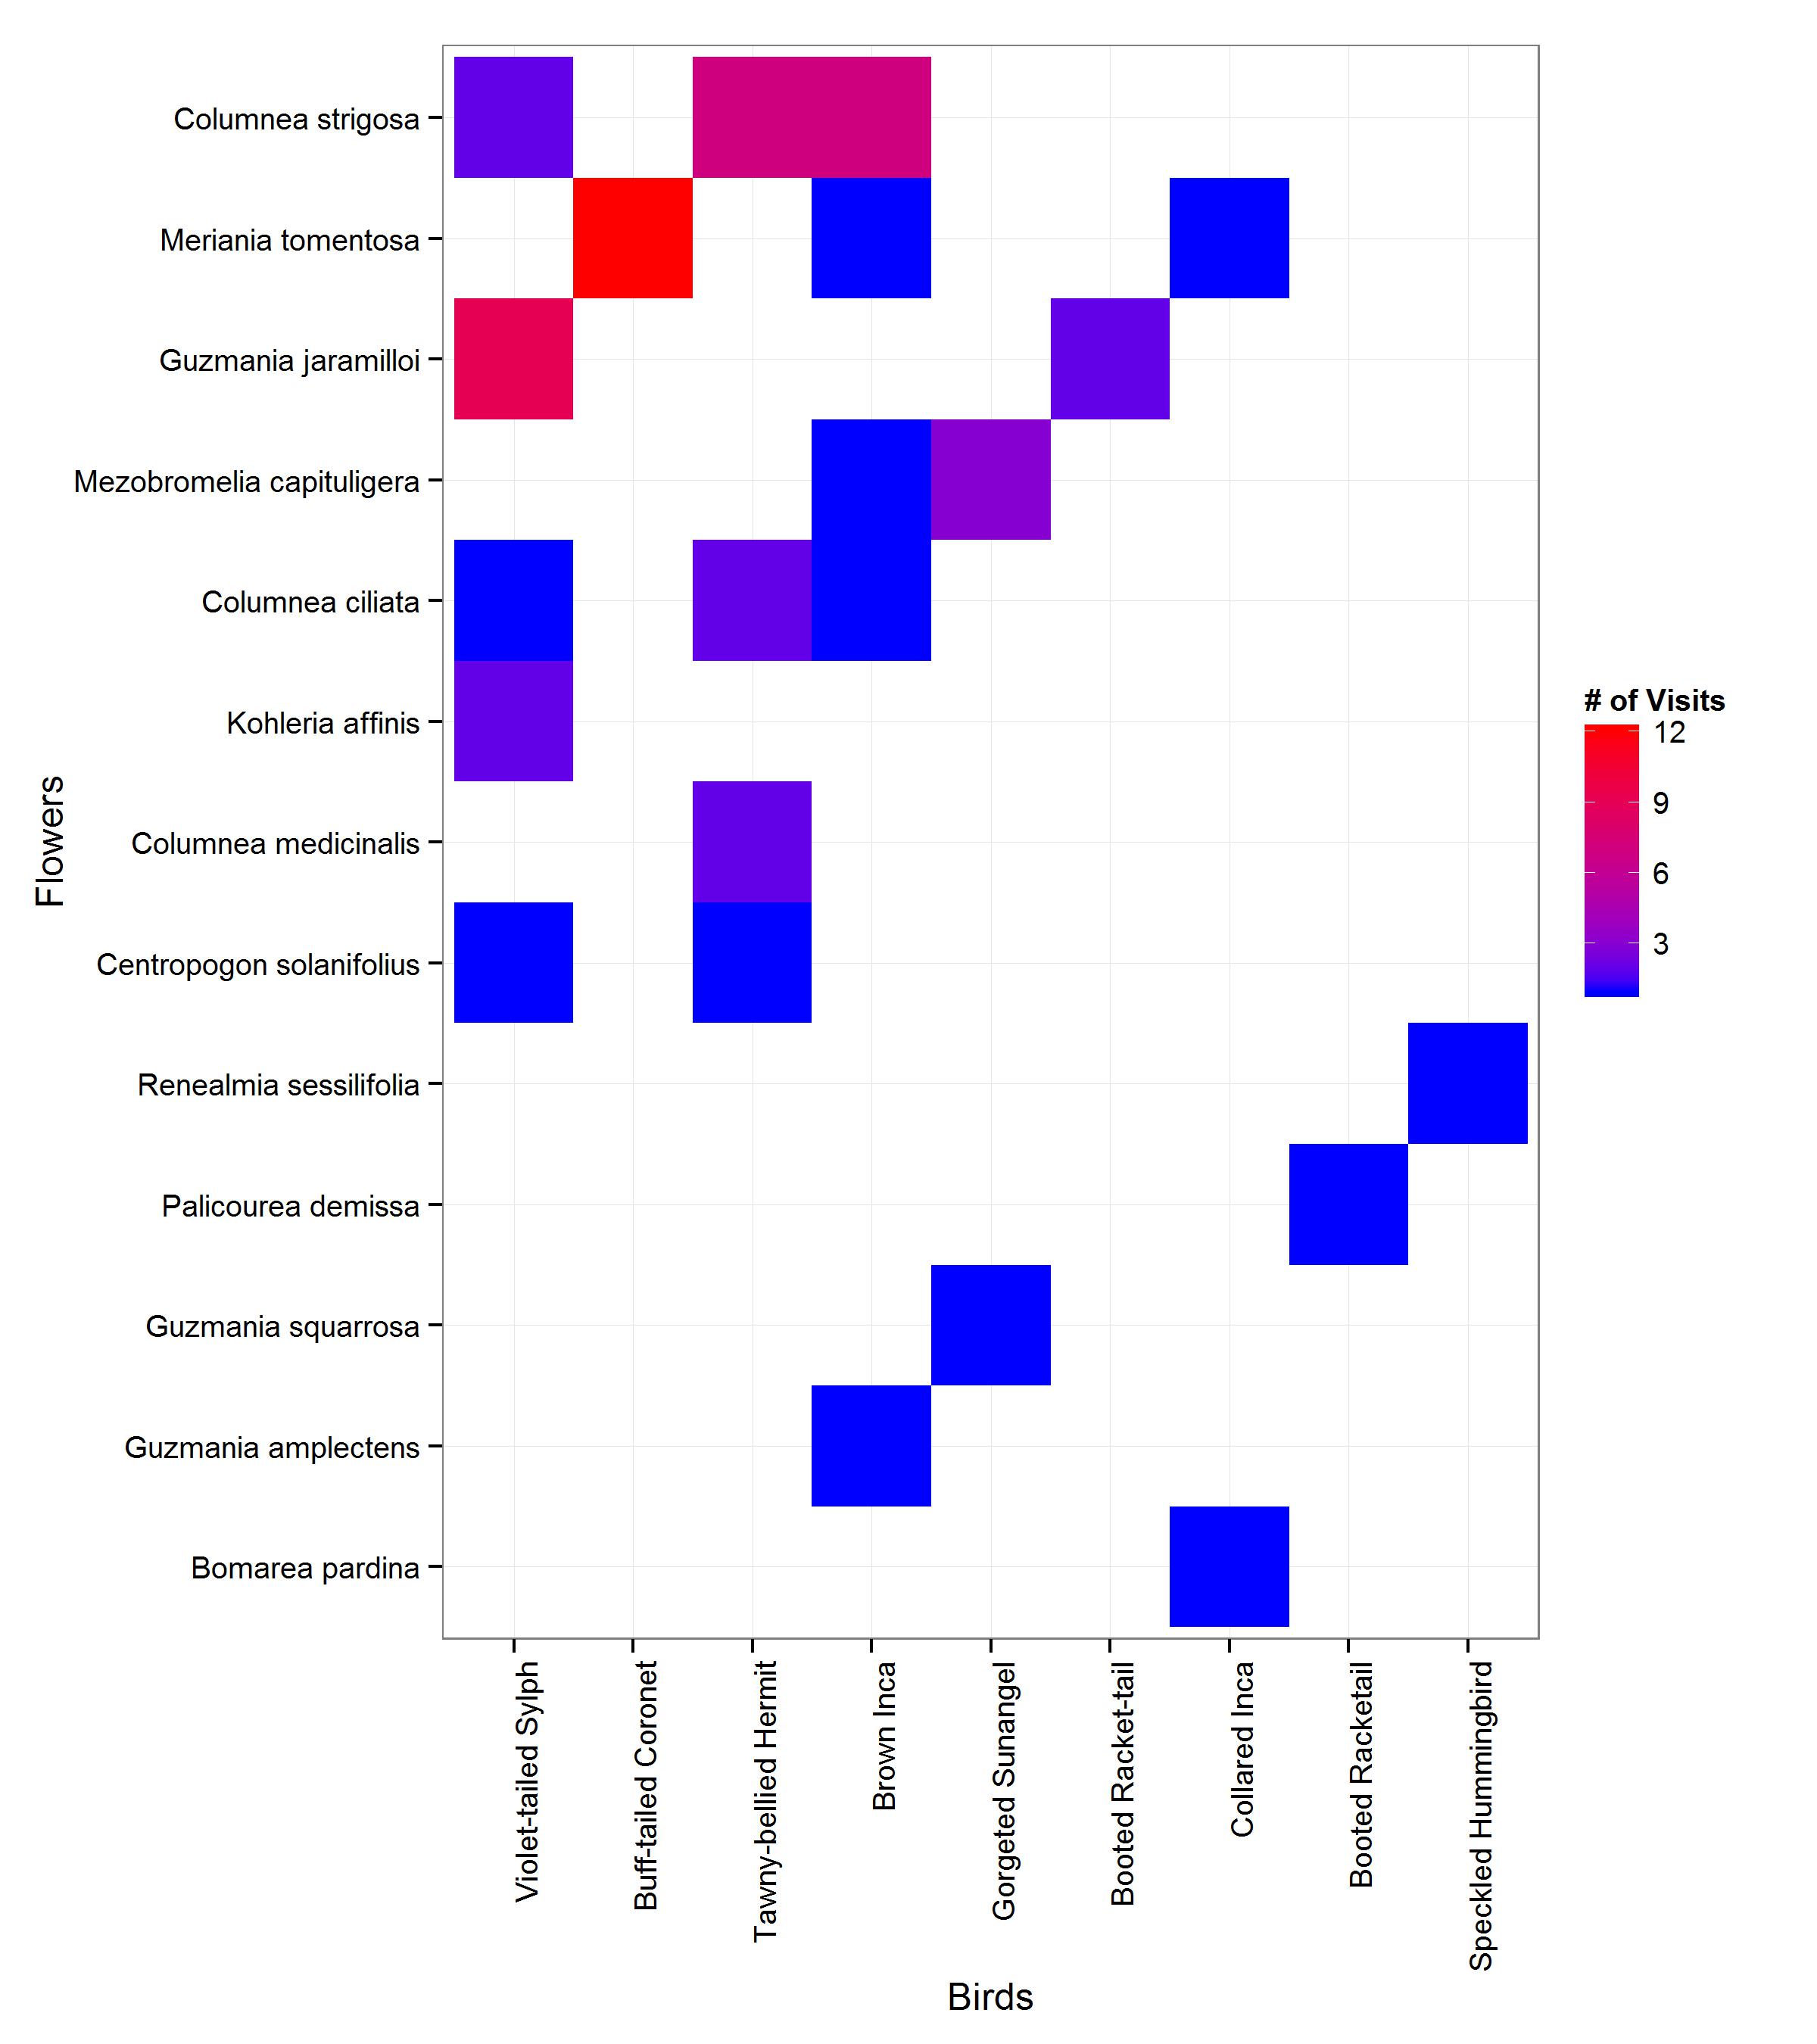 Columnea strigosa
Meriania tomentosa
Guzmania jaramilloi
Mezobromelia capituligera
Columnea ciliata
Kohleria affinis
Columnea medicinalis
Centropogon solanifolius
Renealmia sessilifolia
Palicourea demissa
Guzmania squarrosa
Guzmania amplectens
Bomarea pardina
Flowers
Violet-tailed Sylph
Buff-tailed Coronet
Tawny-bellied Hermit
Brown Inca
Gorgeted Sunangel
Booted Racket-tail
Collared Inca
Booted Racketail
Speckled Hummingbird
Birds
# of Visits
12
9
6
3